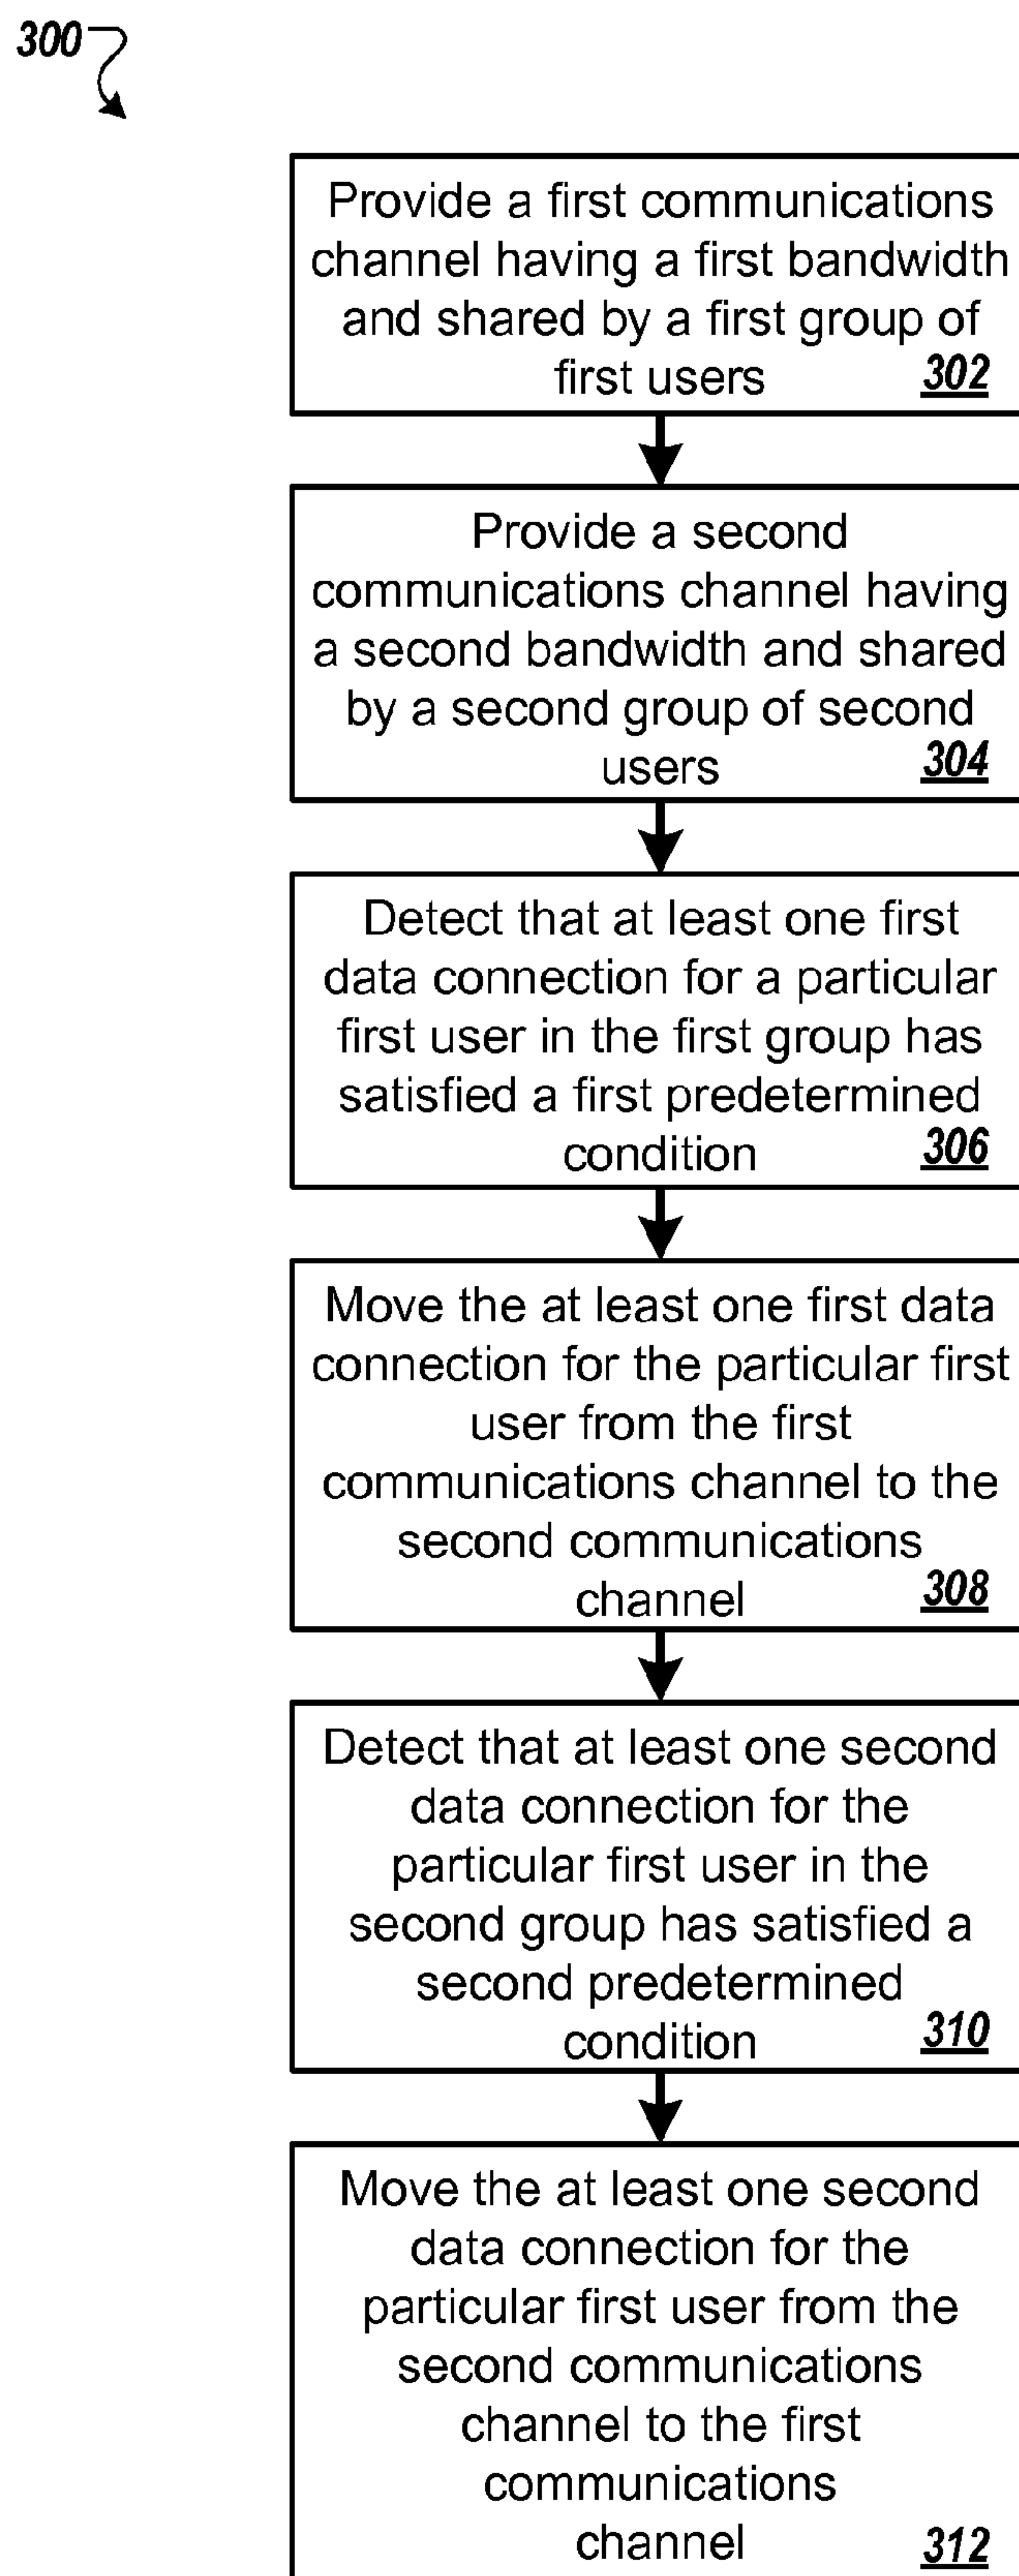 300
Provide a first communications
channel having a first bandwidth
and shared by a first group of
first users 302
Provide a second
communications channel having
a second bandwidth and shared
by a second group of second
users 304
Detect that at least one first
data connection for a particular
first user in the first group has
satisfied a first predetermined
condition 306
Move the at least one first data
connection for the particular first
user from the first
communications channel to the
second communications
channel 308
Detect that at least one second
data connection for the
particular first user in the
second group has satisfied a
second predetermined
condition 310
Move the at least one second
data connection for the
particular first user from the
second communications
channel to the first
communications
channel 312